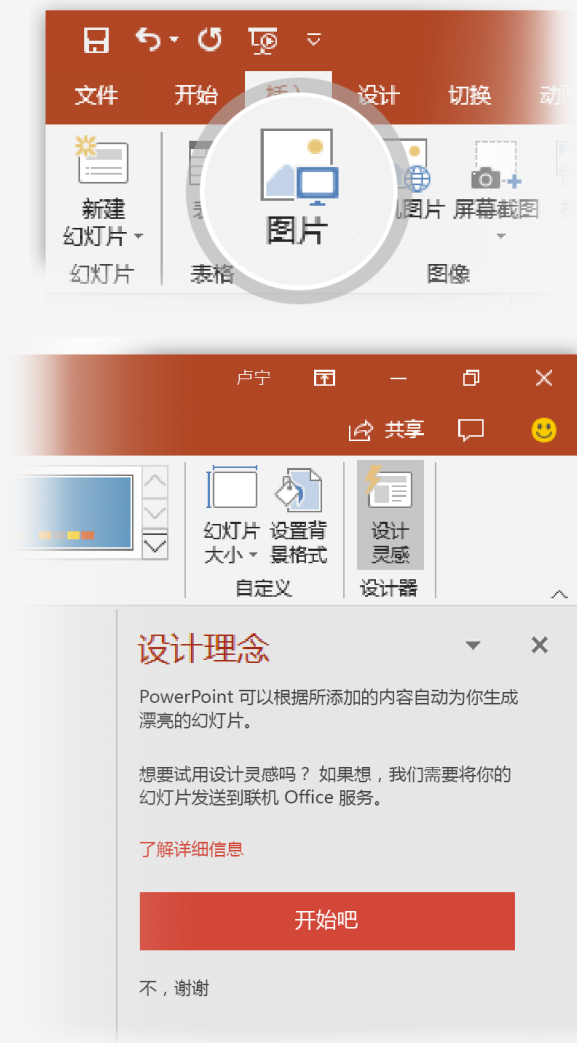 文件 开始 插入 设计 切换
新建
幻灯片
图片
图片 屏幕截图
幻灯片 表格 图像
卢宁
共享
幻灯片
大小
设置背
景格式
设计
灵感
自定义 设计器
设计理念
PowerPoint 可以根据所添加的内容自动为你生成
漂亮的幻灯片。
想要试用设计灵感吗？如果想，我们需要将你的
幻灯片发送到联机 Office 服务。
了解详细信息
开始吧
不，谢谢